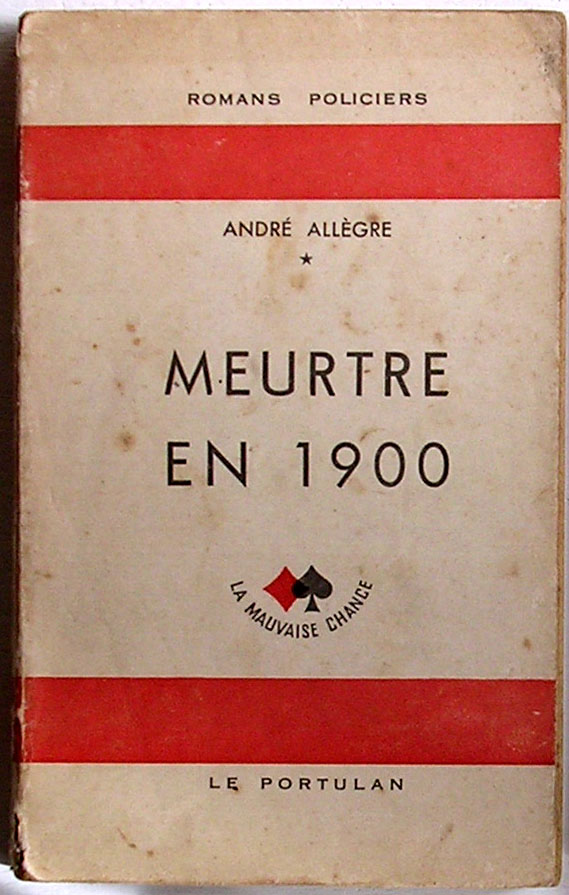 ROMANS POLICIERS
ANDRÉ ALLÈGRE
★
MEURTRE
EN 1900
LA MAUVAISE CHANCE
LE PORTULAN